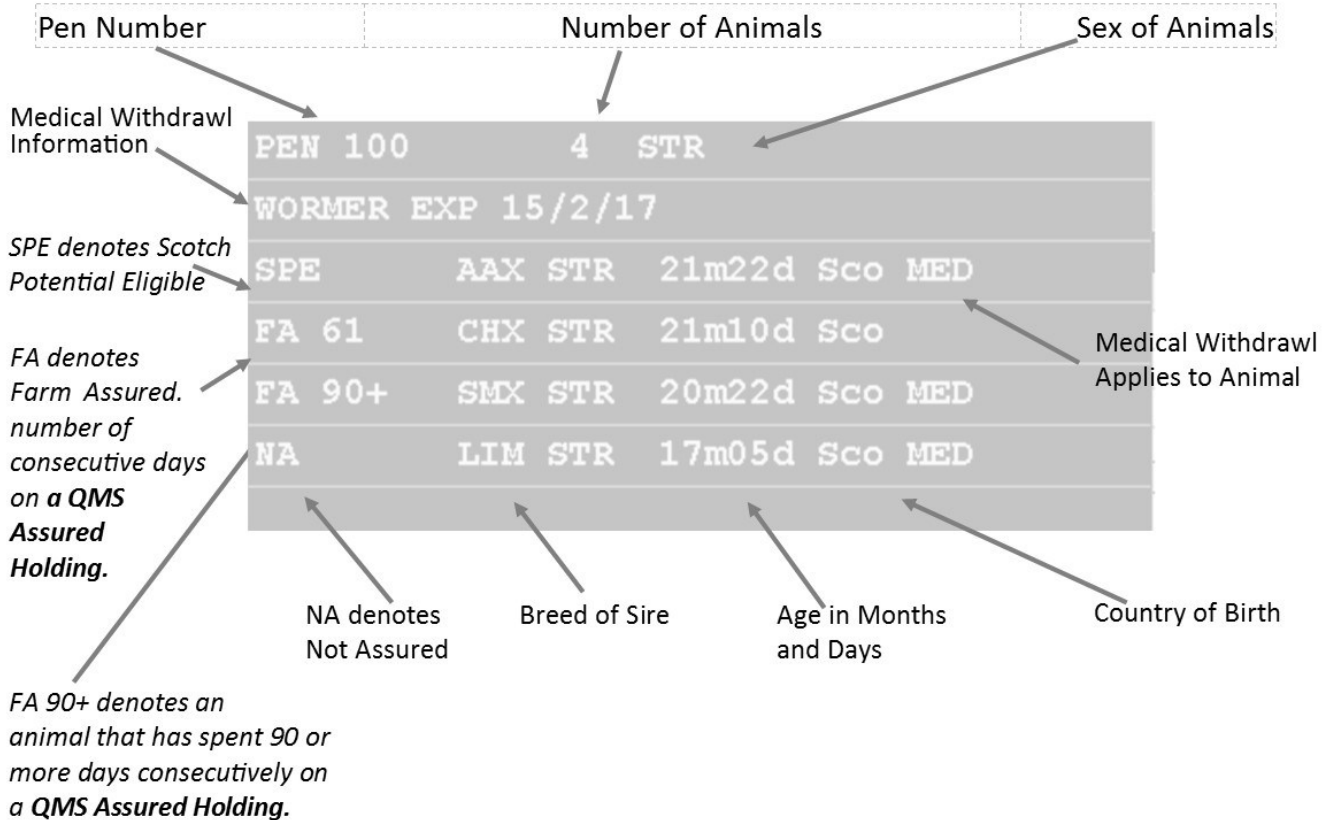 Pen Number Number of Animals Sex of Animals
Medical Withdrawl
Information
PEN 100 4 STR
WORMER EXP 15/2/17
SPE denotes Scotch
Potential Eligible
SPE AAX STR 21m22d Sco MED
FA 61 CHX STR 21m10d Sco
Medical Withdrawl
Applies to Animal
FA denotes
Farm Assured.
number of
consecutive days
on a QMS
Assured
Holding.
FA 90+ SMX STR 20m22d Sco MED
NA LIM STR 17m05d Sco MED
NA denotes
Not Assured
Breed of Sire
Age in Months
and Days
Country of Birth
FA 90+ denotes an
animal that has spent 90 or
more days consecutively on
a QMS Assured Holding.